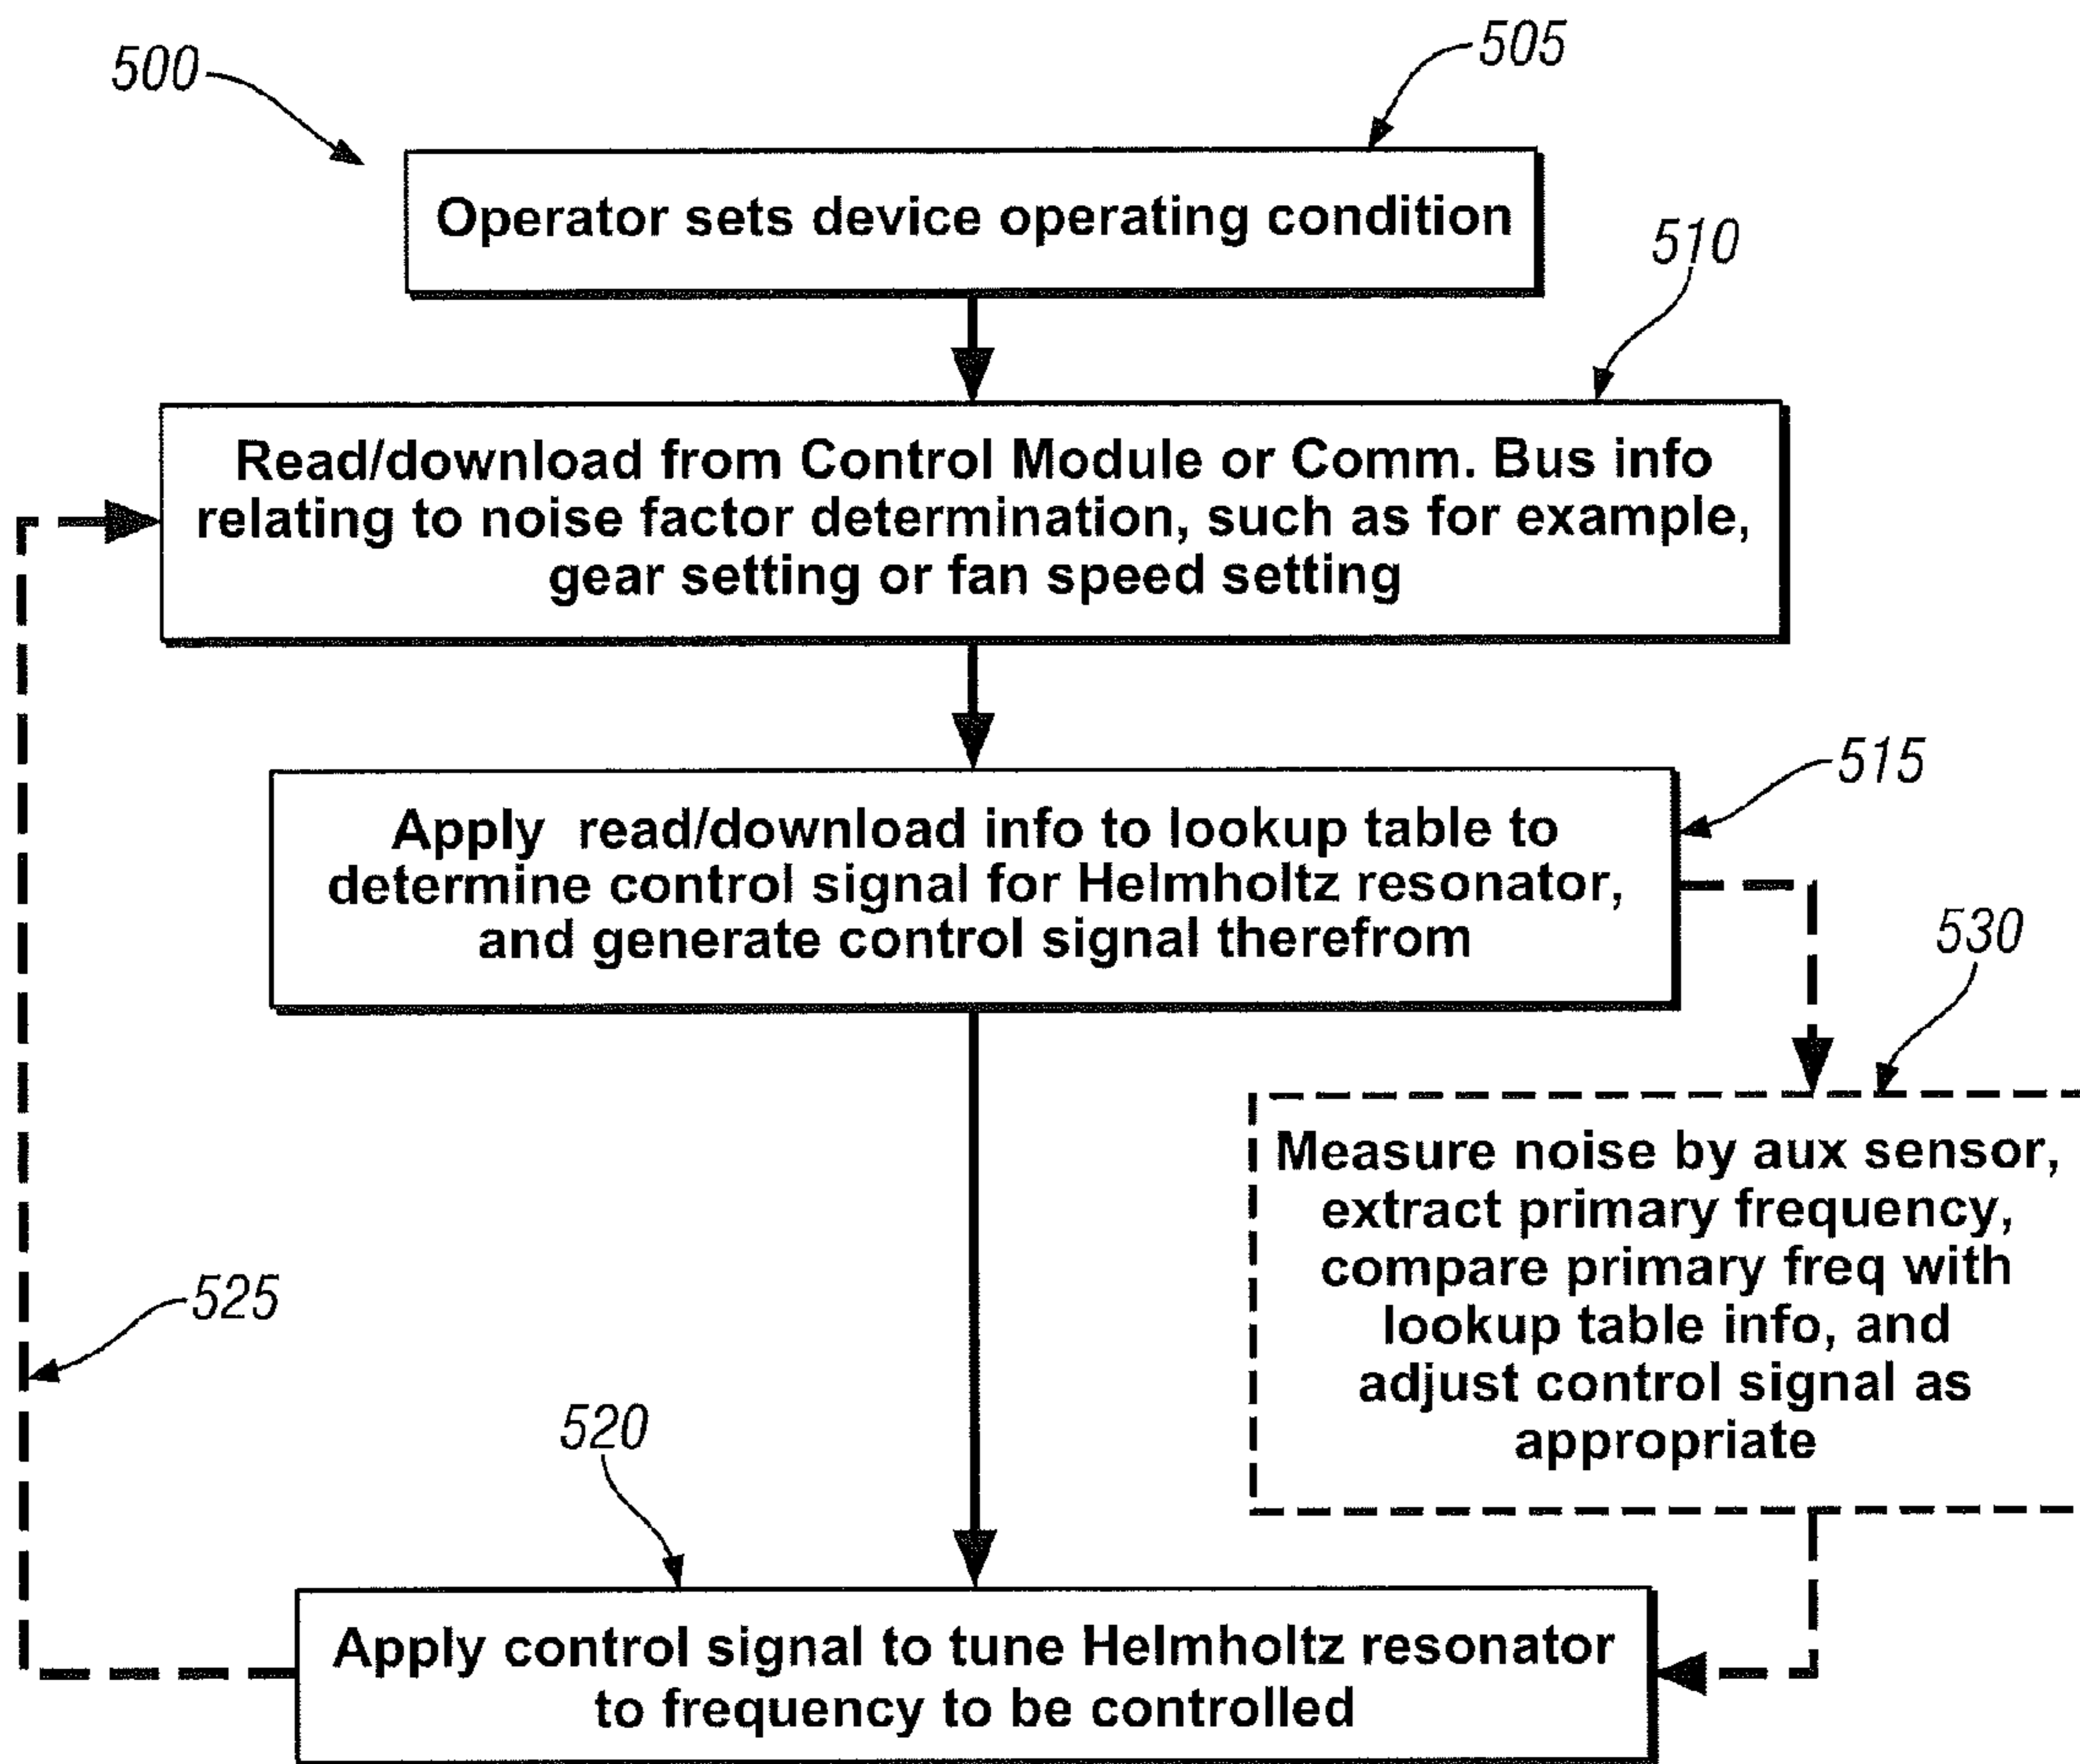 500
505
Operator sets device operating condition
510
Read/download from Control Module or Comm. Bus info
relating to noise factor determination, such as for example,
gear setting or fan speed setting
515
Apply read/download info to lookup table to
determine control signal for Helmholtz resonator,
and generate control signal therefrom
530
Measure noise by aux sensor,
extract primary frequency,
compare primary freq with
lookup table info, and
adjust control signal as
appropriate
525
520
Apply control signal to tune Helmholtz resonator
to frequency to be controlled